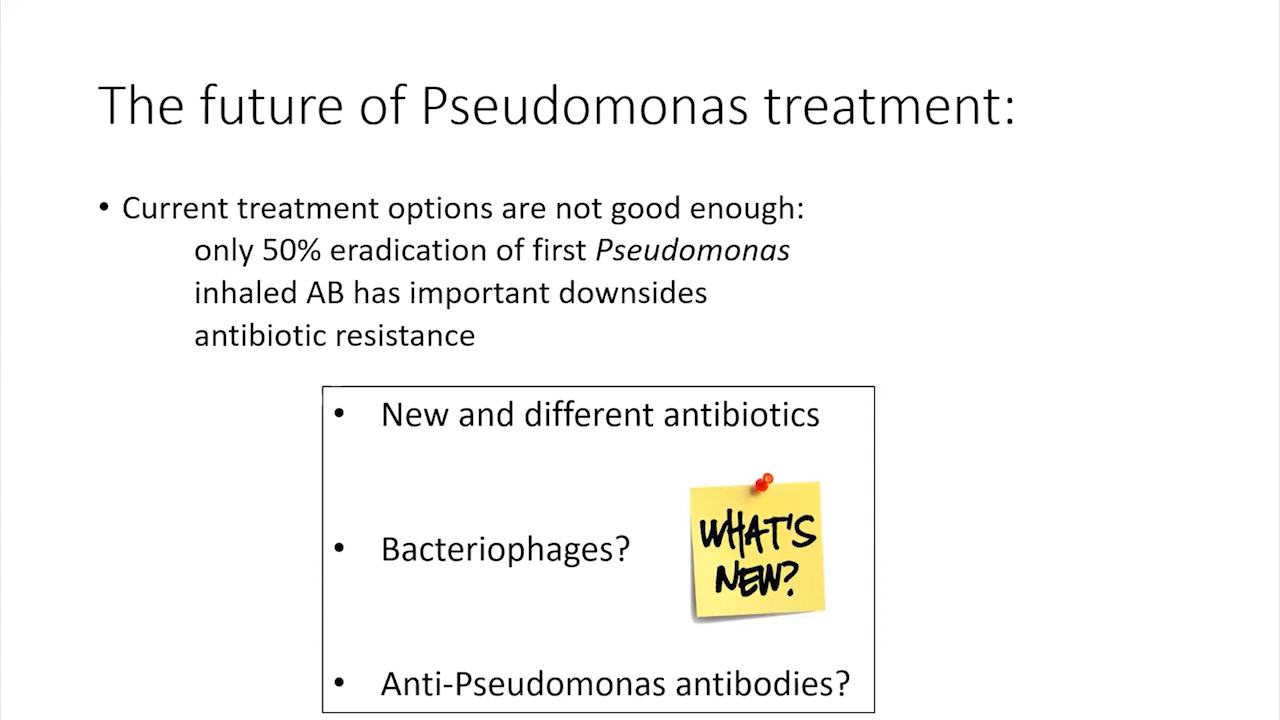 The future of Pseudomonas treatment:
• Current treatment options are not good enough:
only 50% eradication of first Pseudomonas
inhaled AB has important downsides
antibiotic resistance
• New and different antibiotics
• Bacteriophages?
WHAT'S
NEW?
• Anti-Pseudomonas antibodies?